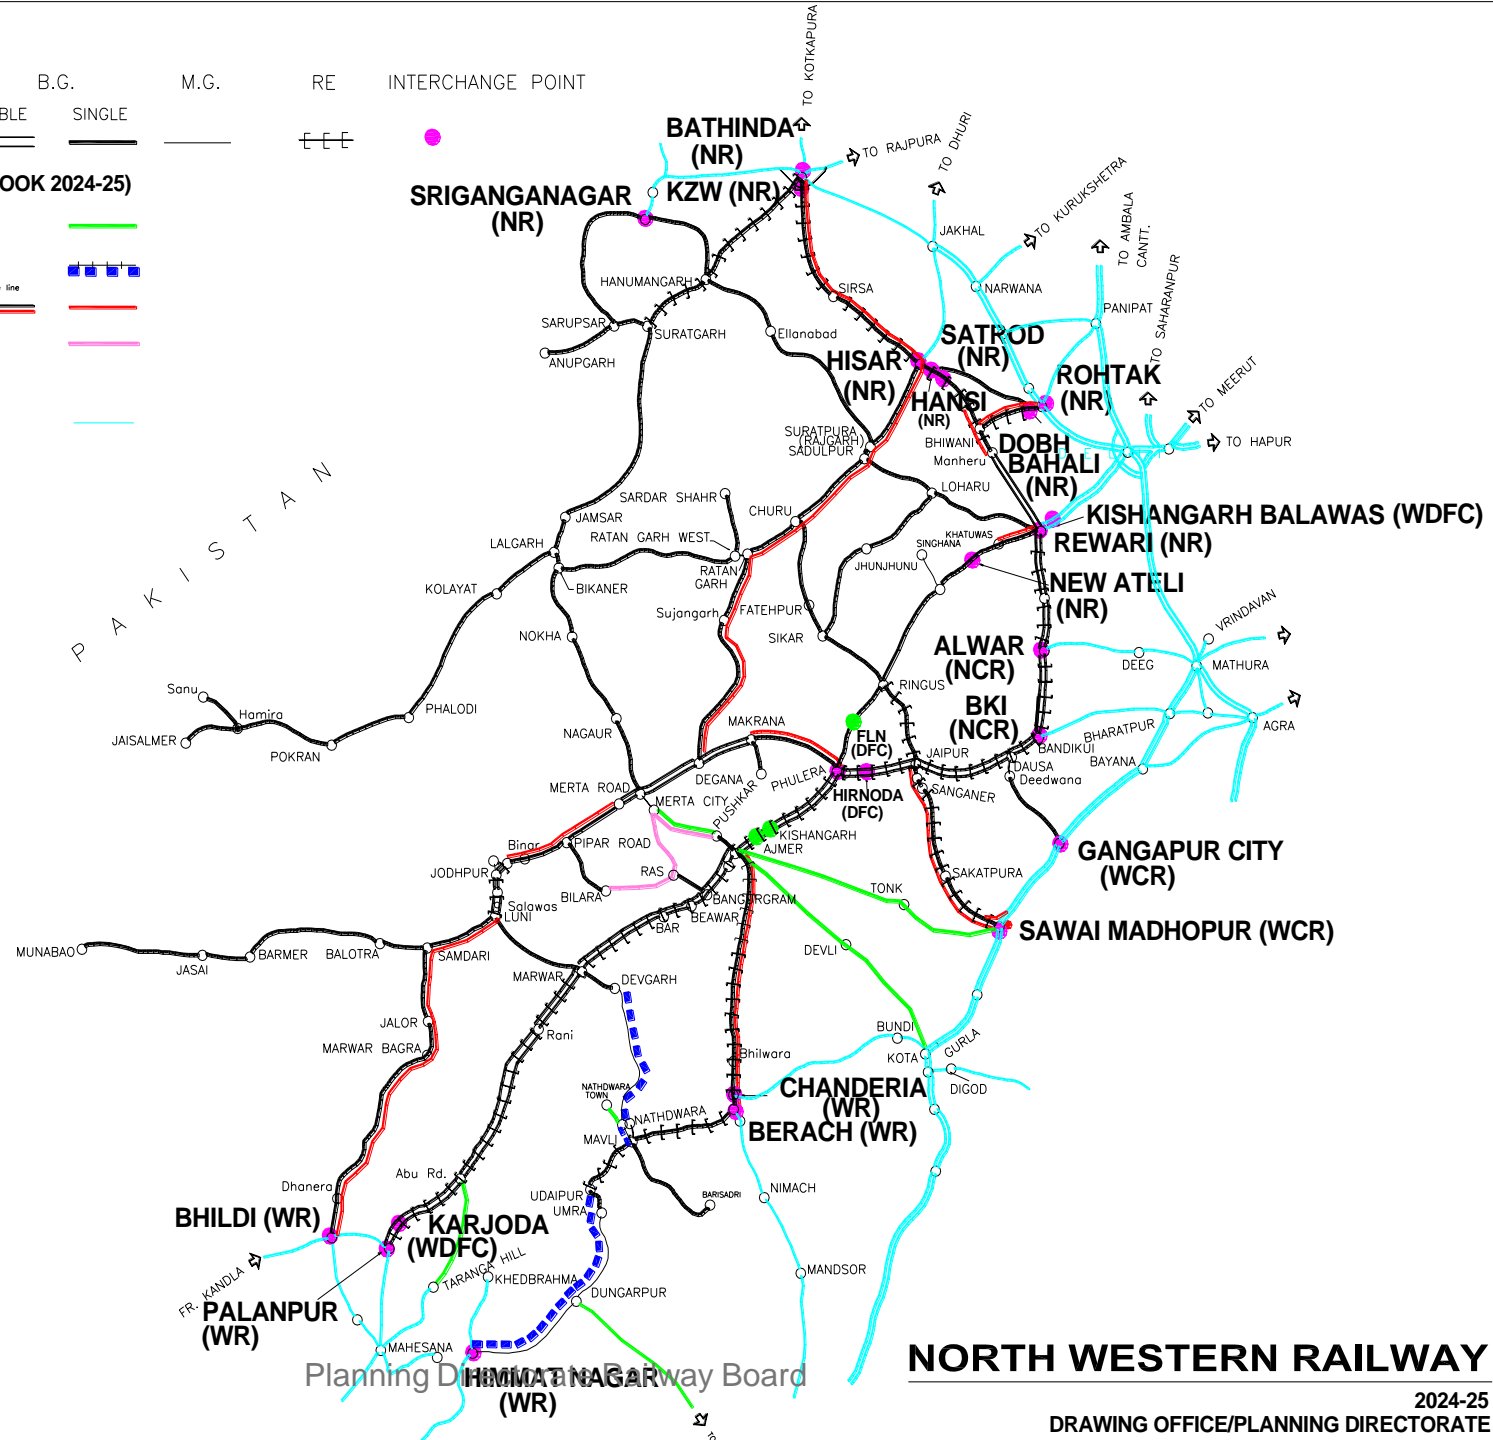 B.G. M.G. RE INTERCHANGE POINT
BLE SINGLE
OOK 2024-25)
line
TO KOTKAPURA
BATHINDA
(NR)
TO RAJPURA
TO DHURI
TO KURUKSHETRA
KZW (NR)
SRIGANGANAGAR
(NR)
JAKHAL
TO AMBALA
CANTT.
TO SAHARANPUR
HANUMANGARH
SIRSA
NARWANA
PANIPAT
SARUPSAR
SURATGARH
Ellanabad
SATROD
(NR)
ANUPGARH
HISAR
(NR)
HANSI
(NR)
ROHTAK
(NR)
TO MEERUT
TO HAPUR
SURATPURA
(RAJGARH)
SADULPUR
BHIWANI
Manheru
DOBH
BAHALI
(NR)
PAKISTAN
SARDAR SHAHR
LOHARU
CHURU
JAMSAR
KISHANGARH BALAWAS (WDFC)
REWARI (NR)
LALGARH
RATAN GARH WEST
KHATUWAS
SINGHANA
RATAN
GARH
JHUNJHUNU
NEW ATELI
(NR)
KOLAYAT
BIKANER
FATEHPUR
Sujangarh
NOKHA
SIKAR
ALWAR
(NCR)
VRINDAVAN
DEEG
MATHURA
Sanu
RINGUS
Hamira
PHALODI
JAISALMER
POKRAN
NAGAUR
MAKRANA
FLN
(DFC)
BKI
(NCR)
BHARATPUR
AGRA
BANDIKUI
JAIPUR
BAYANA
DEGANA
PHULERA
DAUSA
Deedwana
MERTA ROAD
HIRNODA
(DFC)
SANGANER
MERTA CITY
PUSHKAR
KISHANGARH
AJMER
Binar
PIPAR ROAD
GANGAPUR CITY
(WCR)
JODHPUR
RAS
BILARA
BANGURGRAM
TONK
SAKATPURA
Salawas
LUNI
BEAWAR
BAR
SAWAI MADHOPUR (WCR)
MUNABAO
JASAI
BARMER
BALOTRA
SAMDARI
DEVLI
MARWAR
DEVGARH
JALOR
Rani
BUNDI
MARWAR BAGRA
KOTA
GURLA
Bhilwara
DIGOD
NATHDWARA
TOWN
CHANDERIA
(WR)
NATHDWARA
BERACH (WR)
MAVLI
Abu Rd.
Dhanera
UDAIPUR
UMRA
BARISADRI
NIMACH
BHILDI (WR)
KARJODA
(WDFC)
TARANGA HILL
KHEDBRAHMA
MANDSOR
FR. KANDLA
DUNGARPUR
PALANPUR
(WR)
MAHESANA
HIMMAT NAGAR
(WR)
Planning Directorate Railway Board
NORTH WESTERN RAILWAY
2024-25
DRAWING OFFICE/PLANNING DIRECTORATE